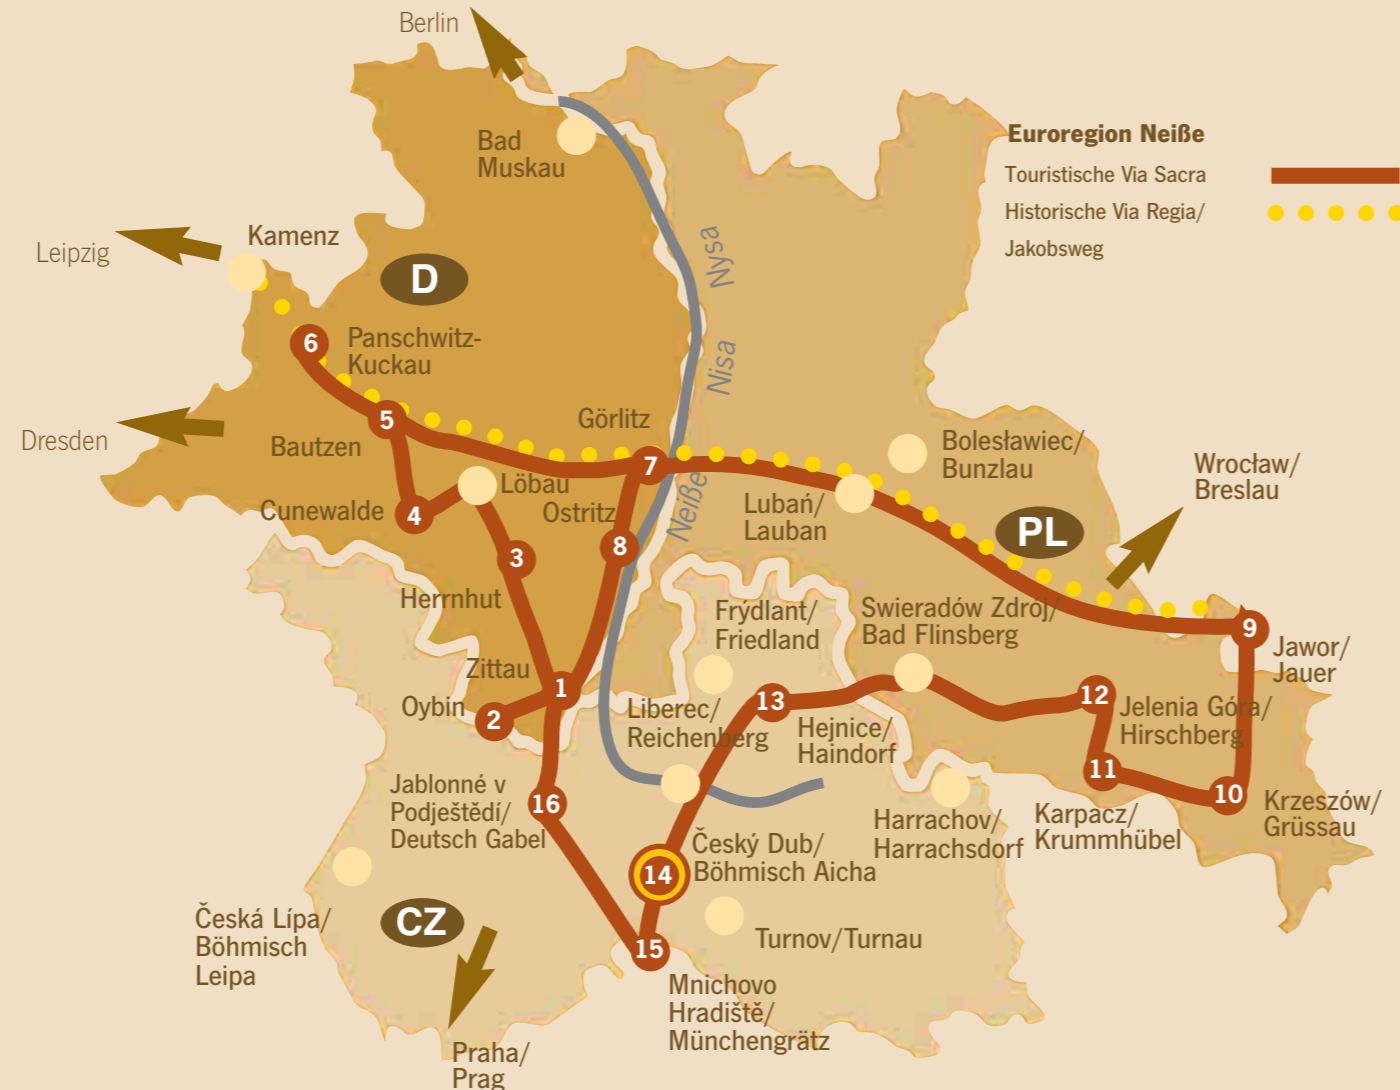 Berlin
Bad
Muskau
Euroregion Neiße
Touristische Via Sacra
Historische Via Regia/
Jakobsweg
Leipzig
Kamenz
D
Nysa
Nisa
Neiße
6
Panschwitz-
Kuckau
Dresden
5
Bautzen
Görlitz
7
Löbau
Cunewalde
4
Ostritz
8
3
Herrnhut
Bolesławiec/
Bunzlau
Lubań/
Lauban
PL
Wrocław/
Breslau
Frýdlant/
Friedland
Swieradów Zdrój/
Bad Flinsberg
9
Jawor/
Jauer
Zittau
1
Oybin
2
Liberec/
Reichenberg
13
Hejnice/
Haindorf
12
Jelenia Góra/
Hirschberg
11
Karpacz/
Krummhübel
10
Krzeszów/
Grüssau
Jablonné v
Podještědí/
Deutsch Gabel
16
Harrachov/
Harrachsdorf
Český Dub/
Böhmisch Aicha
14
Česká Lípa/
Böhmisch
Leipa
CZ
Turnov/Turnau
15
Mnichovo
Hradiště/
Münchengrätz
Praha/
Prag